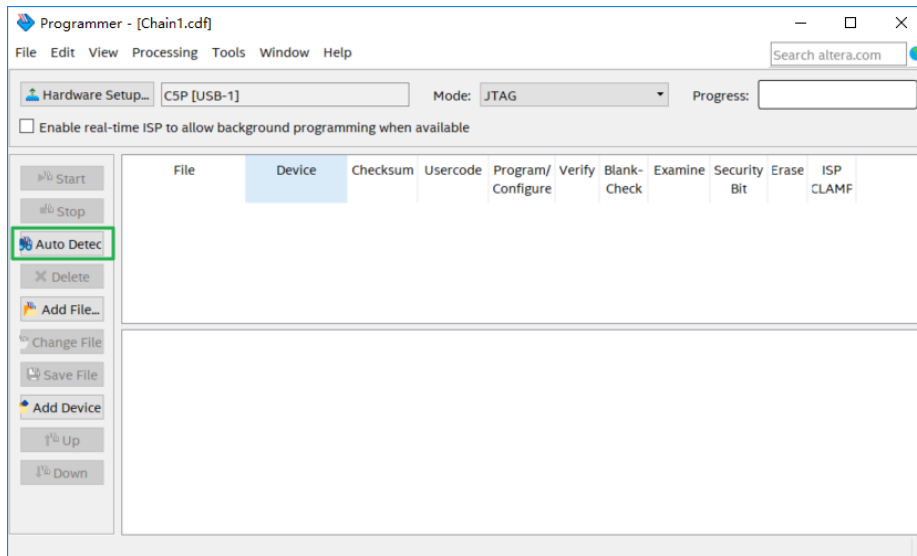 Programmer - [Chain1.cdf]
File Edit View Processing Tools Window Help
Search altera.com
Hardware Setup... C5P [USB-1] Mode: JTAG Progress:
Enable real-time ISP to allow background programming when available
File Device Checksum Usercode Program/ Verify Blank- Examine Security Erase ISP
Configure Check Bit CLAMF
Start
Stop
Auto Detec
Delete
Add File...
Change File
Save File
Add Device
Up
Down